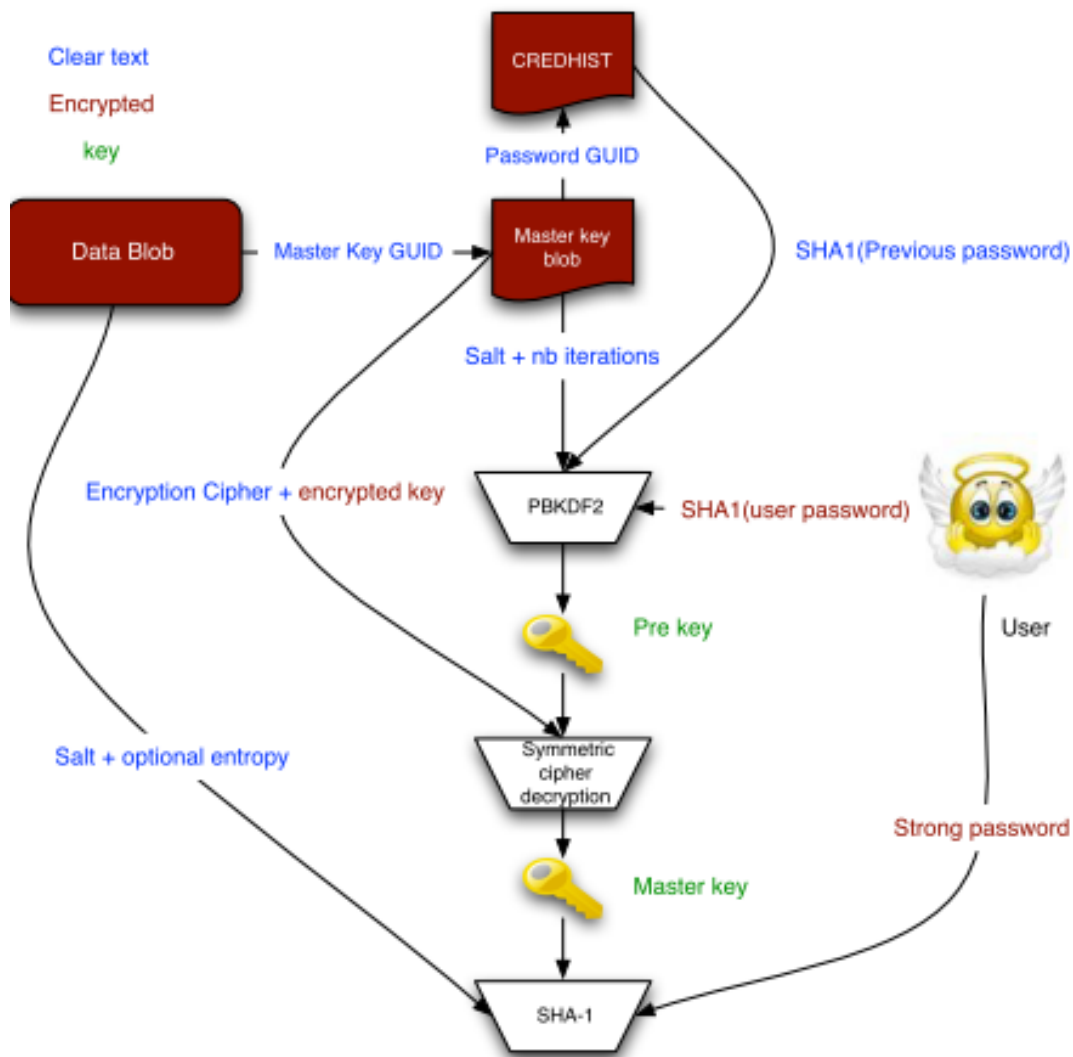 Clear text
Encrypted
key
CREDHIST
Password GUID
Data Blob
Master Key GUID
Master key
blob
SHA1(Previous password)
Salt + nb iterations
Encryption Cipher + encrypted key
PBKDF2
SHA1(user password)
Pre key
User
Salt + optional entropy
Symmetric
cipher
decryption
Strong password
Master key
SHA-1